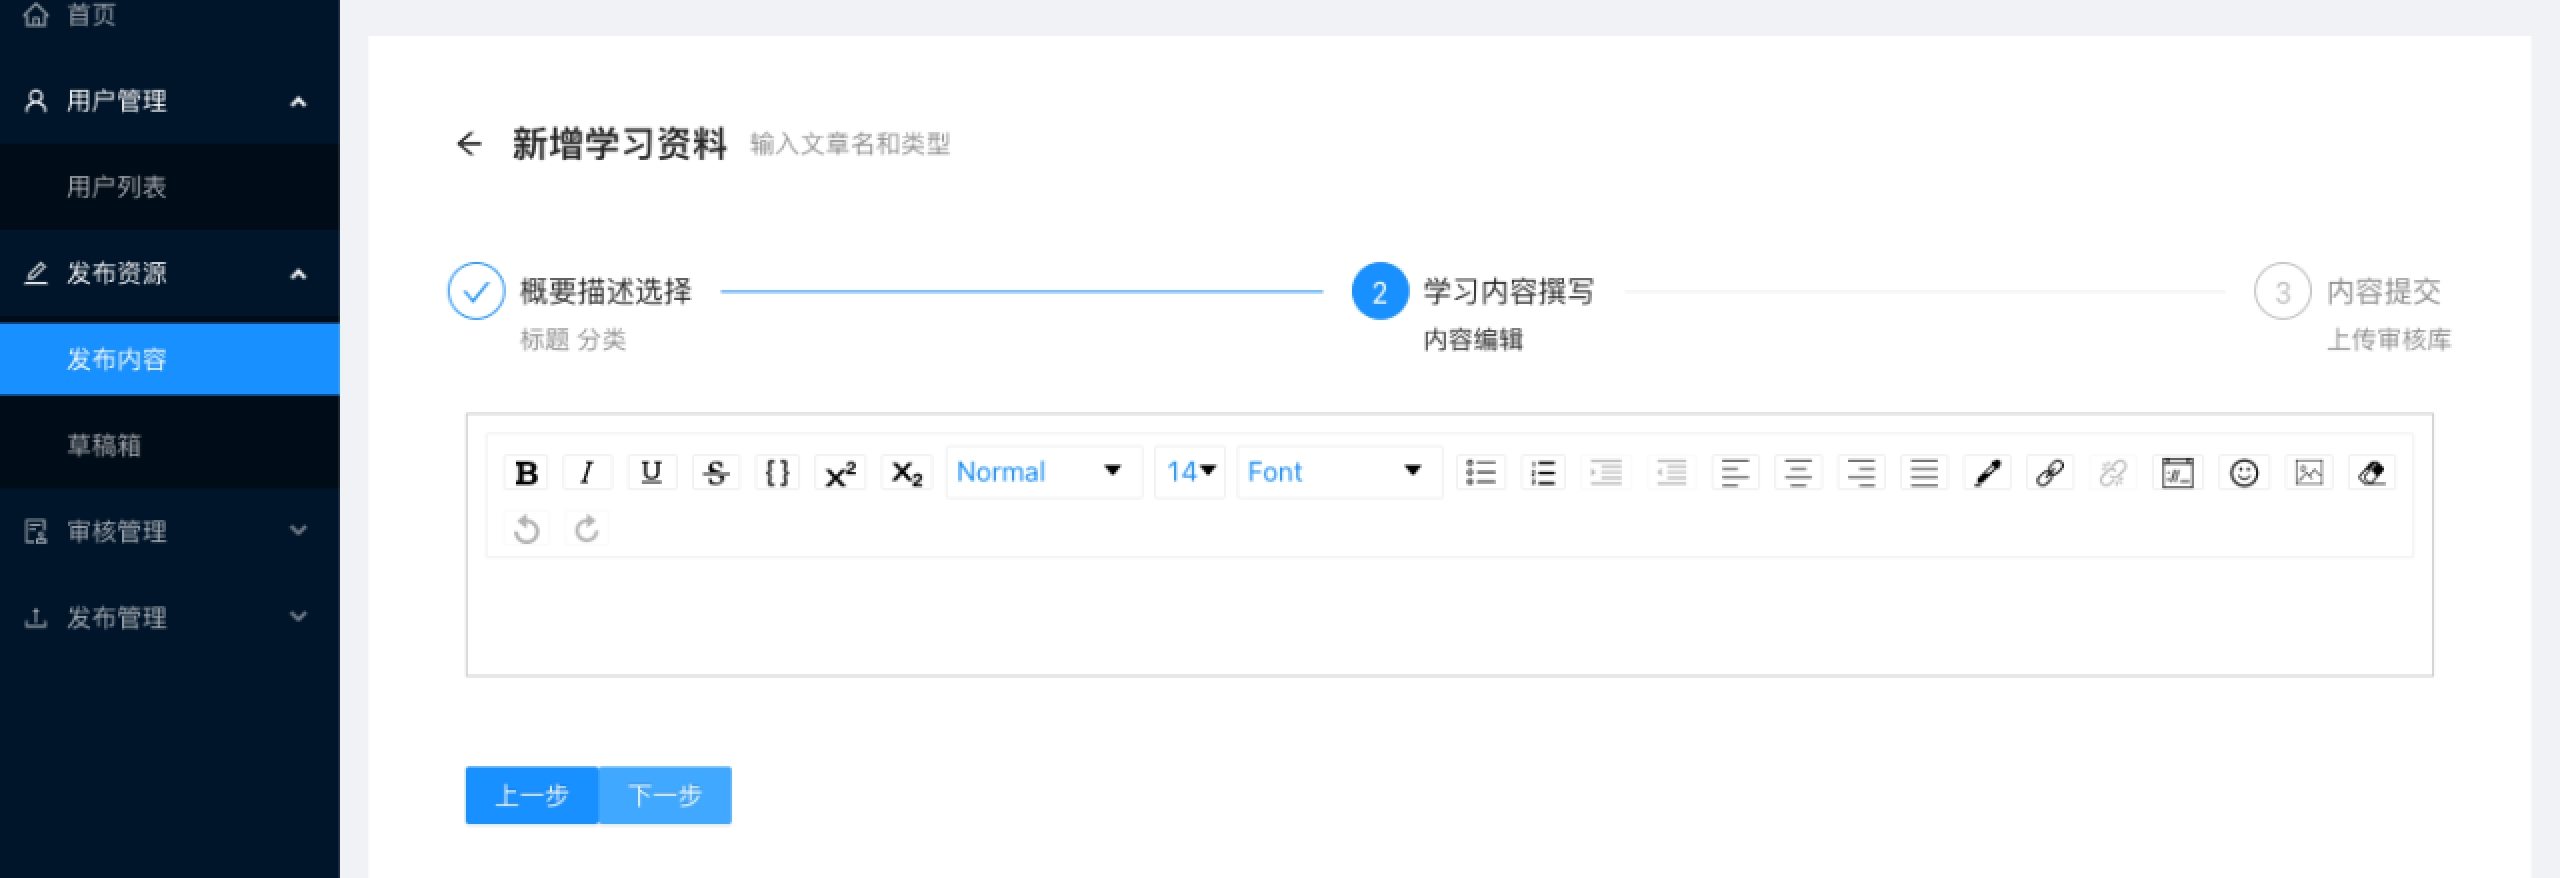 首页
用户管理
用户列表
发布资源
发布内容
草稿箱
审核管理
发布管理
新增学习资料 输入文章名和类型
概要描述选择
标题 分类
2 学习内容撰写
内容编辑
3 内容提交
上传审核库
B I U S {} x² X₂ Normal 14 Font
上一步 下一步